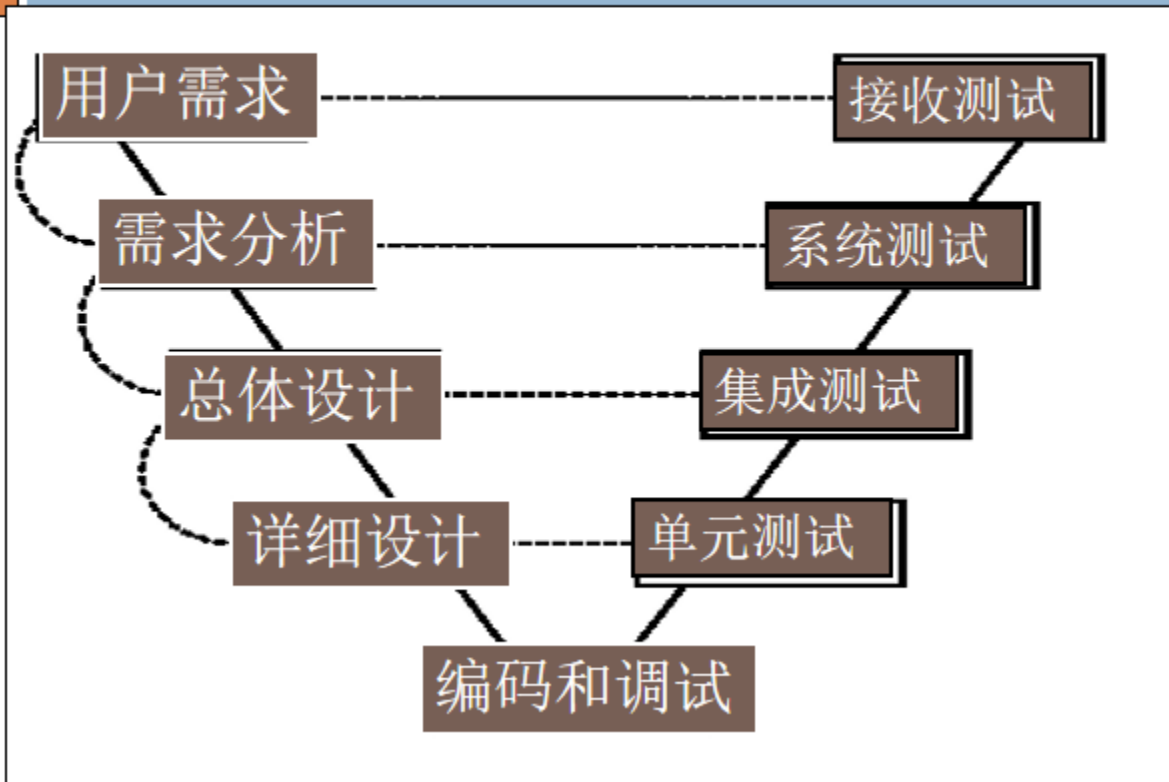 用户需求
接收测试
需求分析
系统测试
总体设计
集成测试
详细设计
单元测试
编码和调试